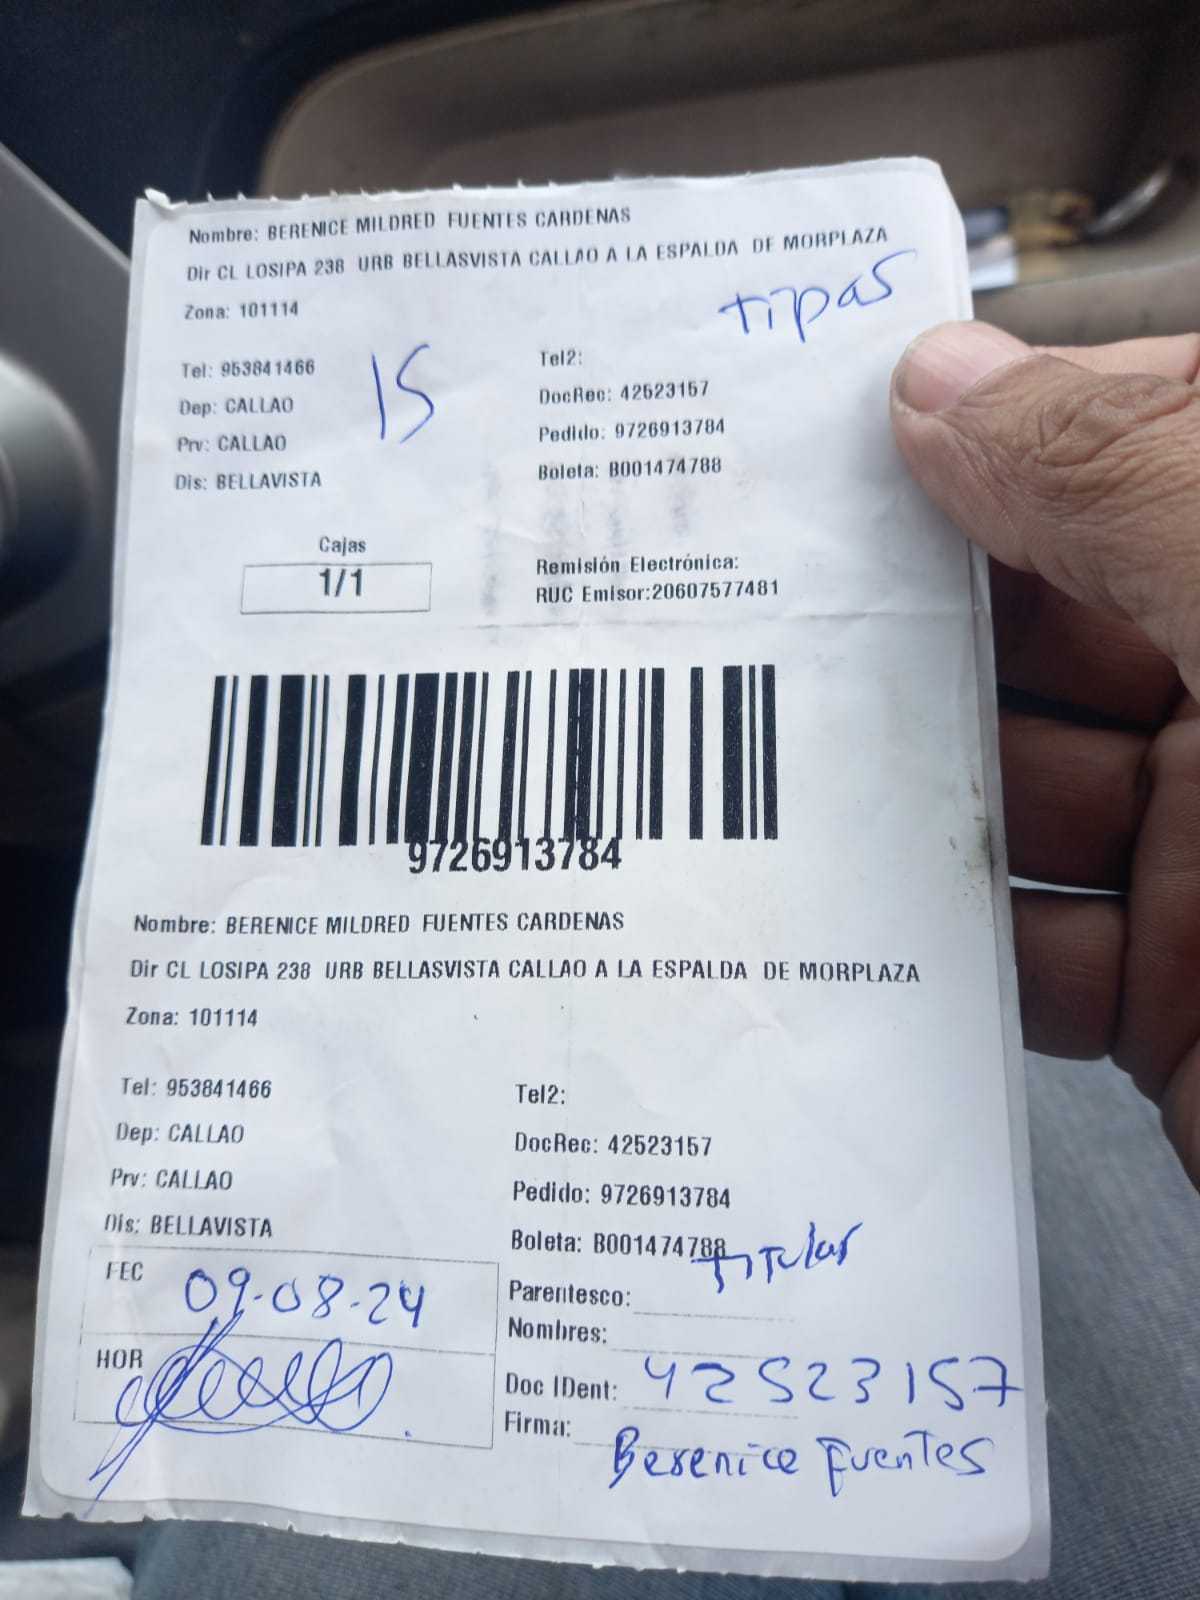 Nombre: BERENICE MILDRED FUENTES CARDENAS
Dir CL LOSIPA 238 URB BELLASVISTA CALLAO A LA ESPALDA DE MORPLAZA
Zona: 101114
TIPAS
Tel: 953841466
15
Tel2:
Dep: CALLAO
DocRec: 42523157
Prv: CALLAO
Pedido: 9726913784
Dis: BELLAVISTA
Boleta: B001474788
Cajas
1/1
Remisión Electrónica:
RUC Emisor:20607577481
9726913784
Nombre: BERENICE MILDRED FUENTES CARDENAS
Dir CL LOSIPA 238 URB BELLASVISTA CALLAO A LA ESPALDA DE MORPLAZA
Zona: 101114
Tel: 953841466
Tel2:
Dep: CALLAO
DocRec: 42523157
Prv: CALLAO
Pedido: 9726913784
Dis: BELLAVISTA
Boleta: B001474788
FEC 09-08-24
HOR
Parentesco: Titular
Nombres:
Doc IDent: 42523157
Firma: Berenice Fuentes